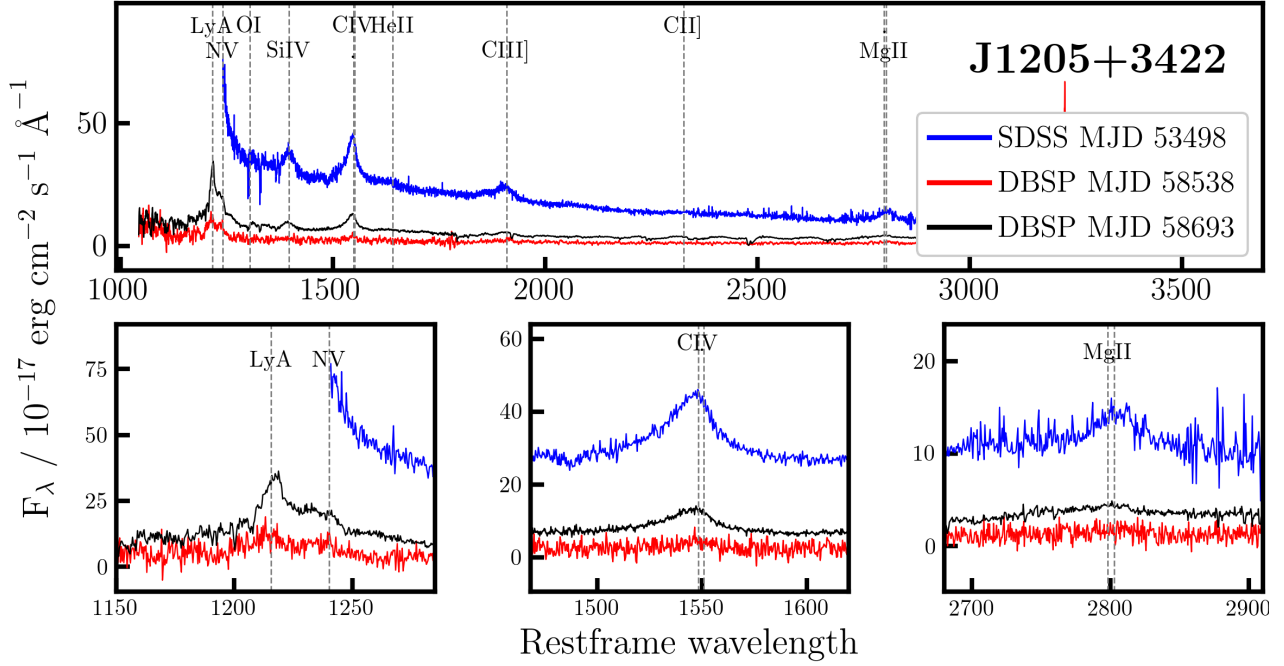 LyA OI CIV HeII
NV SiIV CIII] CII] MgII
J1205+3422
SDSS MJD 53498
DBSP MJD 58538
DBSP MJD 58693
50
0
1000 1500 2000 2500 3000 3500
F_λ / 10^{-17} erg cm^{-2} s^{-1} Å^{-1}
LyA NV
75
50
25
0
1150 1200 1250
CIV
60
40
20
0
1500 1550 1600
MgII
20
10
0
2700 2800 2900
Restframe wavelength